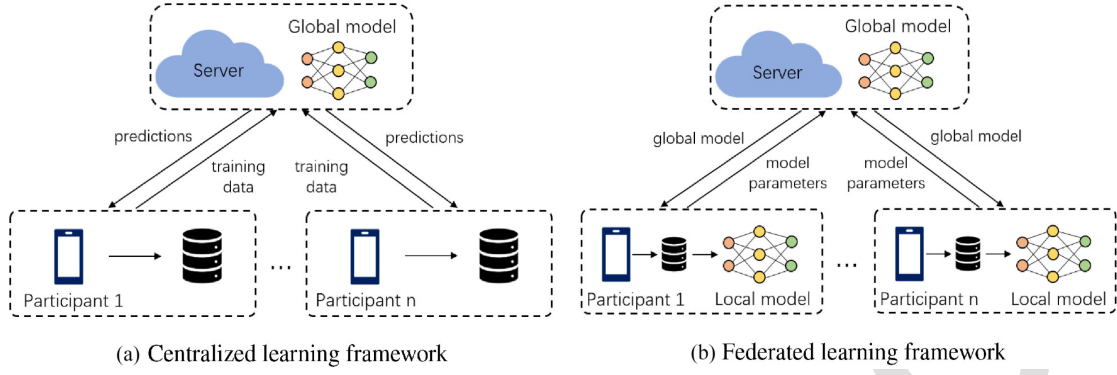 Global model
Server
predictions
predictions
training
data
training
data
Participant 1
...
Participant n
(a) Centralized learning framework
Global model
Server
global model
global model
model
parameters
model
parameters
Participant 1
Local model
...
Participant n
Local model
(b) Federated learning framework